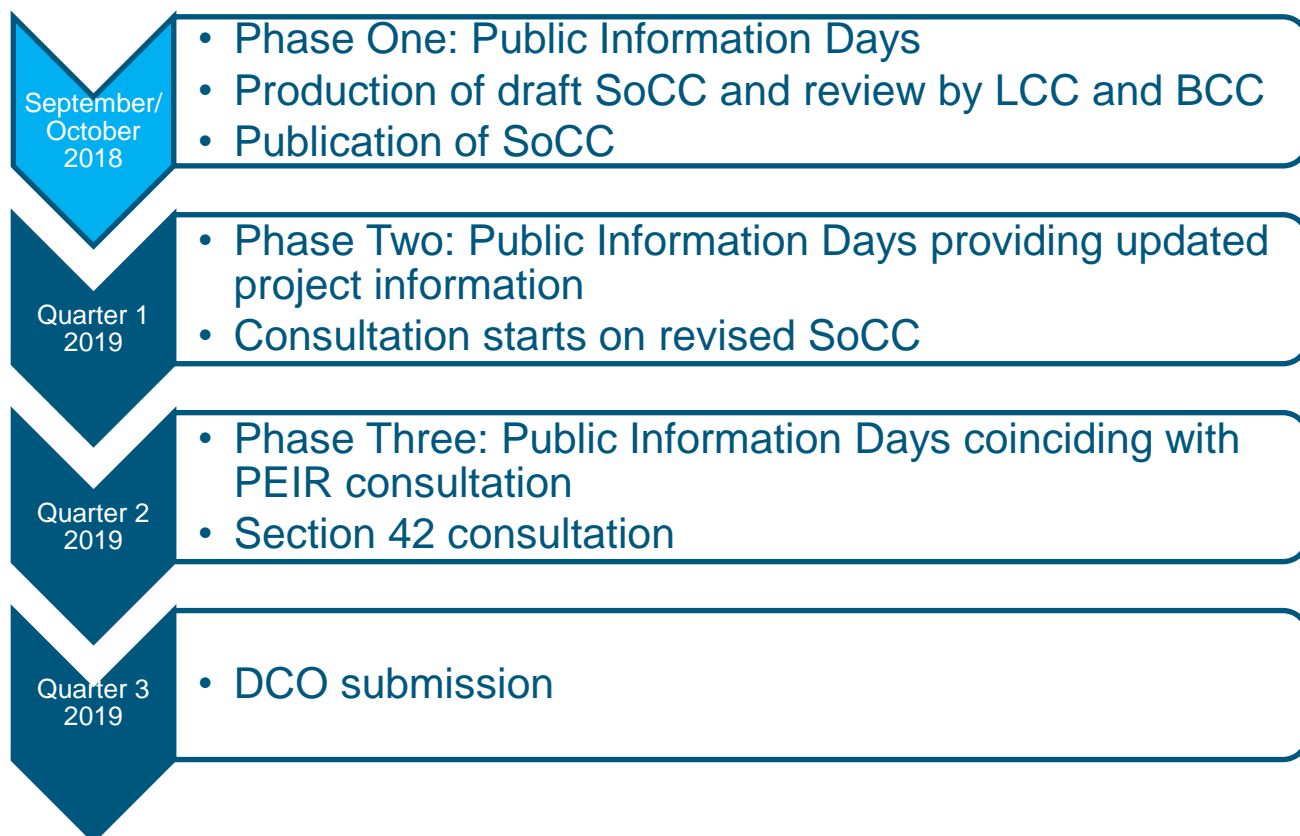 September/
October
2018
• Phase One: Public Information Days
• Production of draft SoCC and review by LCC and BCC
• Publication of SoCC
Quarter 1
2019
• Phase Two: Public Information Days providing updated
project information
• Consultation starts on revised SoCC
Quarter 2
2019
• Phase Three: Public Information Days coinciding with
PEIR consultation
• Section 42 consultation
Quarter 3
2019
• DCO submission